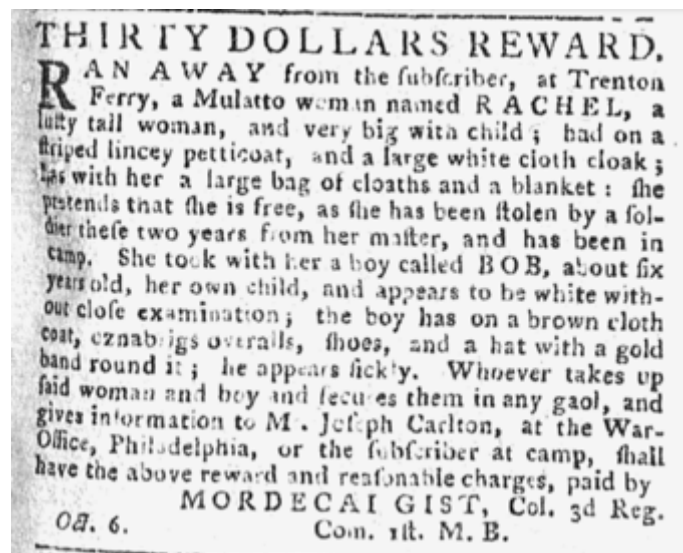 THIRTY DOLLARS REWARD.
RAN AWAY from the ſubſcriber, at Trenton
Ferry, a Mulatto woman named RACHEL, a
luſty tall woman, and very big with child; had on a
ſtriped lincey petticoat, and a large white cloth cloak;
has with her a large bag of cloaths and a blanket: ſhe
pretends that ſhe is free, as ſhe has been ſtolen by a ſol-
dier theſe two years from her maſter, and has been in
camp. She took with her a boy called BOB, about ſix
years old, her own child, and appears to be white with-
out cloſe examination; the boy has on a brown cloth
coat, oznabrigs overalls, ſhoes, and a hat with a gold
band round it; he appears ſickly. Whoever takes up
ſaid woman and boy and ſecures them in any gaol, and
gives information to Mr. Joſeph Carlton, at the War-
Office, Philadelphia, or the ſubſcriber at camp, ſhall
have the above reward and reaſonable charges, paid by
MORDECAI GIST, Col. 3d Reg.
Oct. 6. Com. 1ſt. M. B.